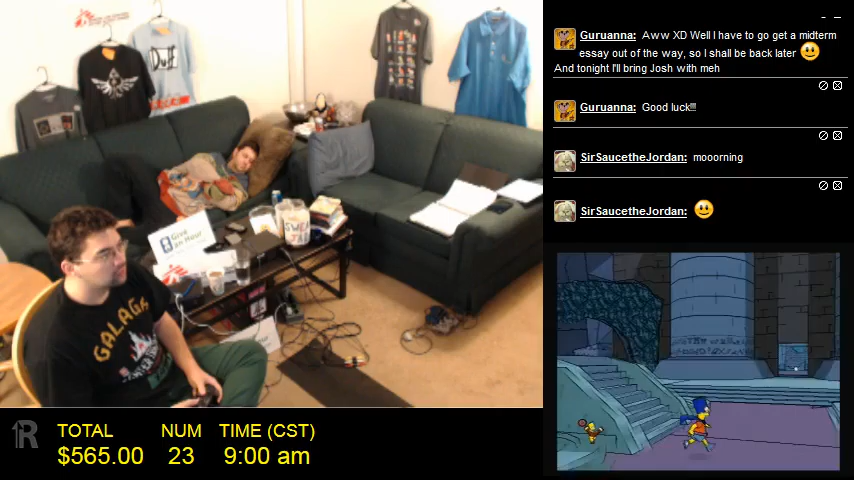 Guruanna: Aww XD Well I have to go get a midterm
essay out of the way, so I shall be back later
And tonight I'll bring Josh with meh
Guruanna: Good luck!!!
SirSaucetheJordan: mooorning
SirSaucetheJordan:
Duff
Give
an Hour
SWEAR
JAR
GALAGA
R
TOTAL NUM TIME (CST)
$565.00 23 9:00 am